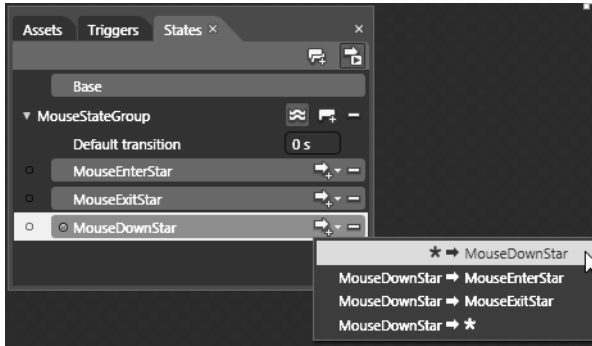 Assets Triggers States ×
Base
MouseStateGroup
Default transition 0 s
MouseEnterStar
MouseExitStar
MouseDownStar
* ➡ MouseDownStar
MouseDownStar ➡ MouseEnterStar
MouseDownStar ➡ MouseExitStar
MouseDownStar ➡ *